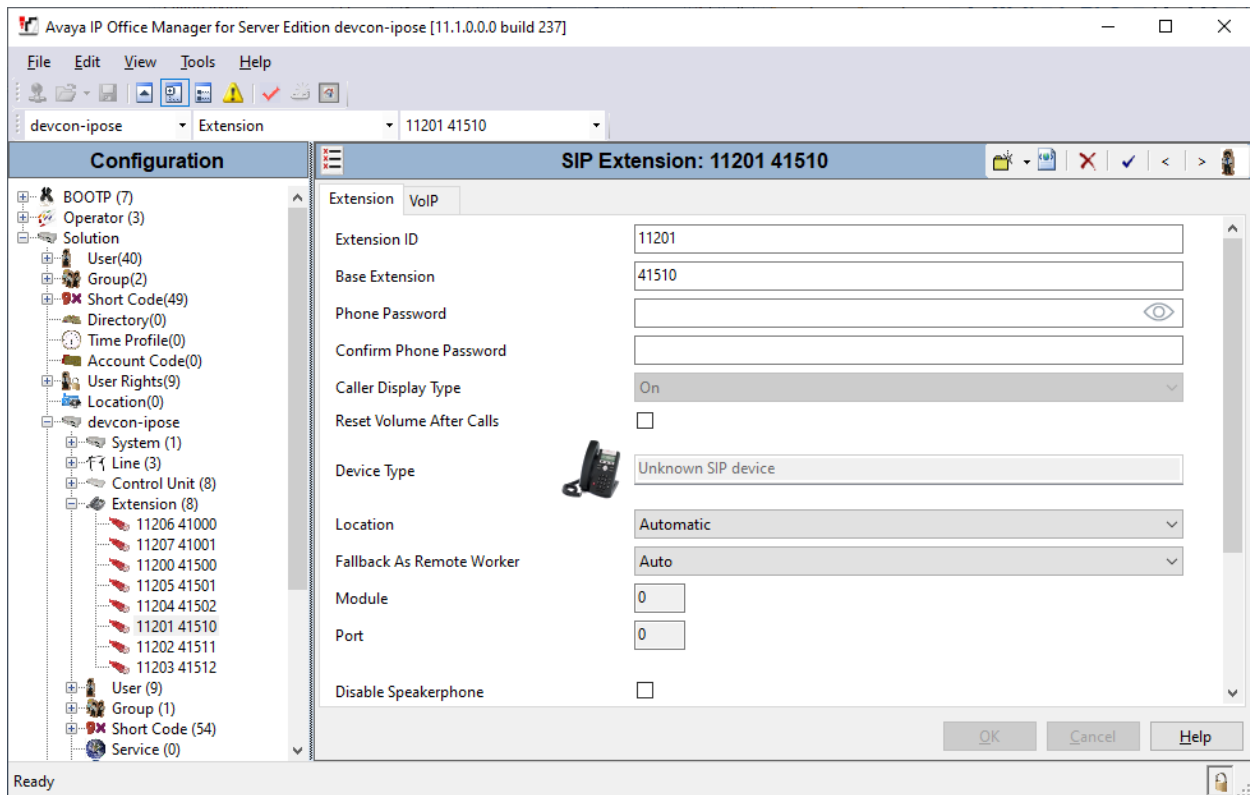 Avaya IP Office Manager for Server Edition devcon-ipose [11.1.0.0.0 build 237]
File Edit View Tools Help
devcon-ipose Extension 11201 41510
Configuration
BOOTP (7)
Operator (3)
Solution
User(40)
Group(2)
Short Code(49)
Directory(0)
Time Profile(0)
Account Code(0)
User Rights(9)
Location(0)
devcon-ipose
System (1)
Line (3)
Control Unit (8)
Extension (8)
11206 41000
11207 41001
11200 41500
11205 41501
11204 41502
11201 41510
11202 41511
11203 41512
User (9)
Group (1)
Short Code (54)
Service (0)
SIP Extension: 11201 41510
Extension VoIP
Extension ID 11201
Base Extension 41510
Phone Password
Confirm Phone Password
Caller Display Type On
Reset Volume After Calls
Device Type Unknown SIP device
Location Automatic
Fallback As Remote Worker Auto
Module 0
Port 0
Disable Speakerphone
OK Cancel Help
Ready